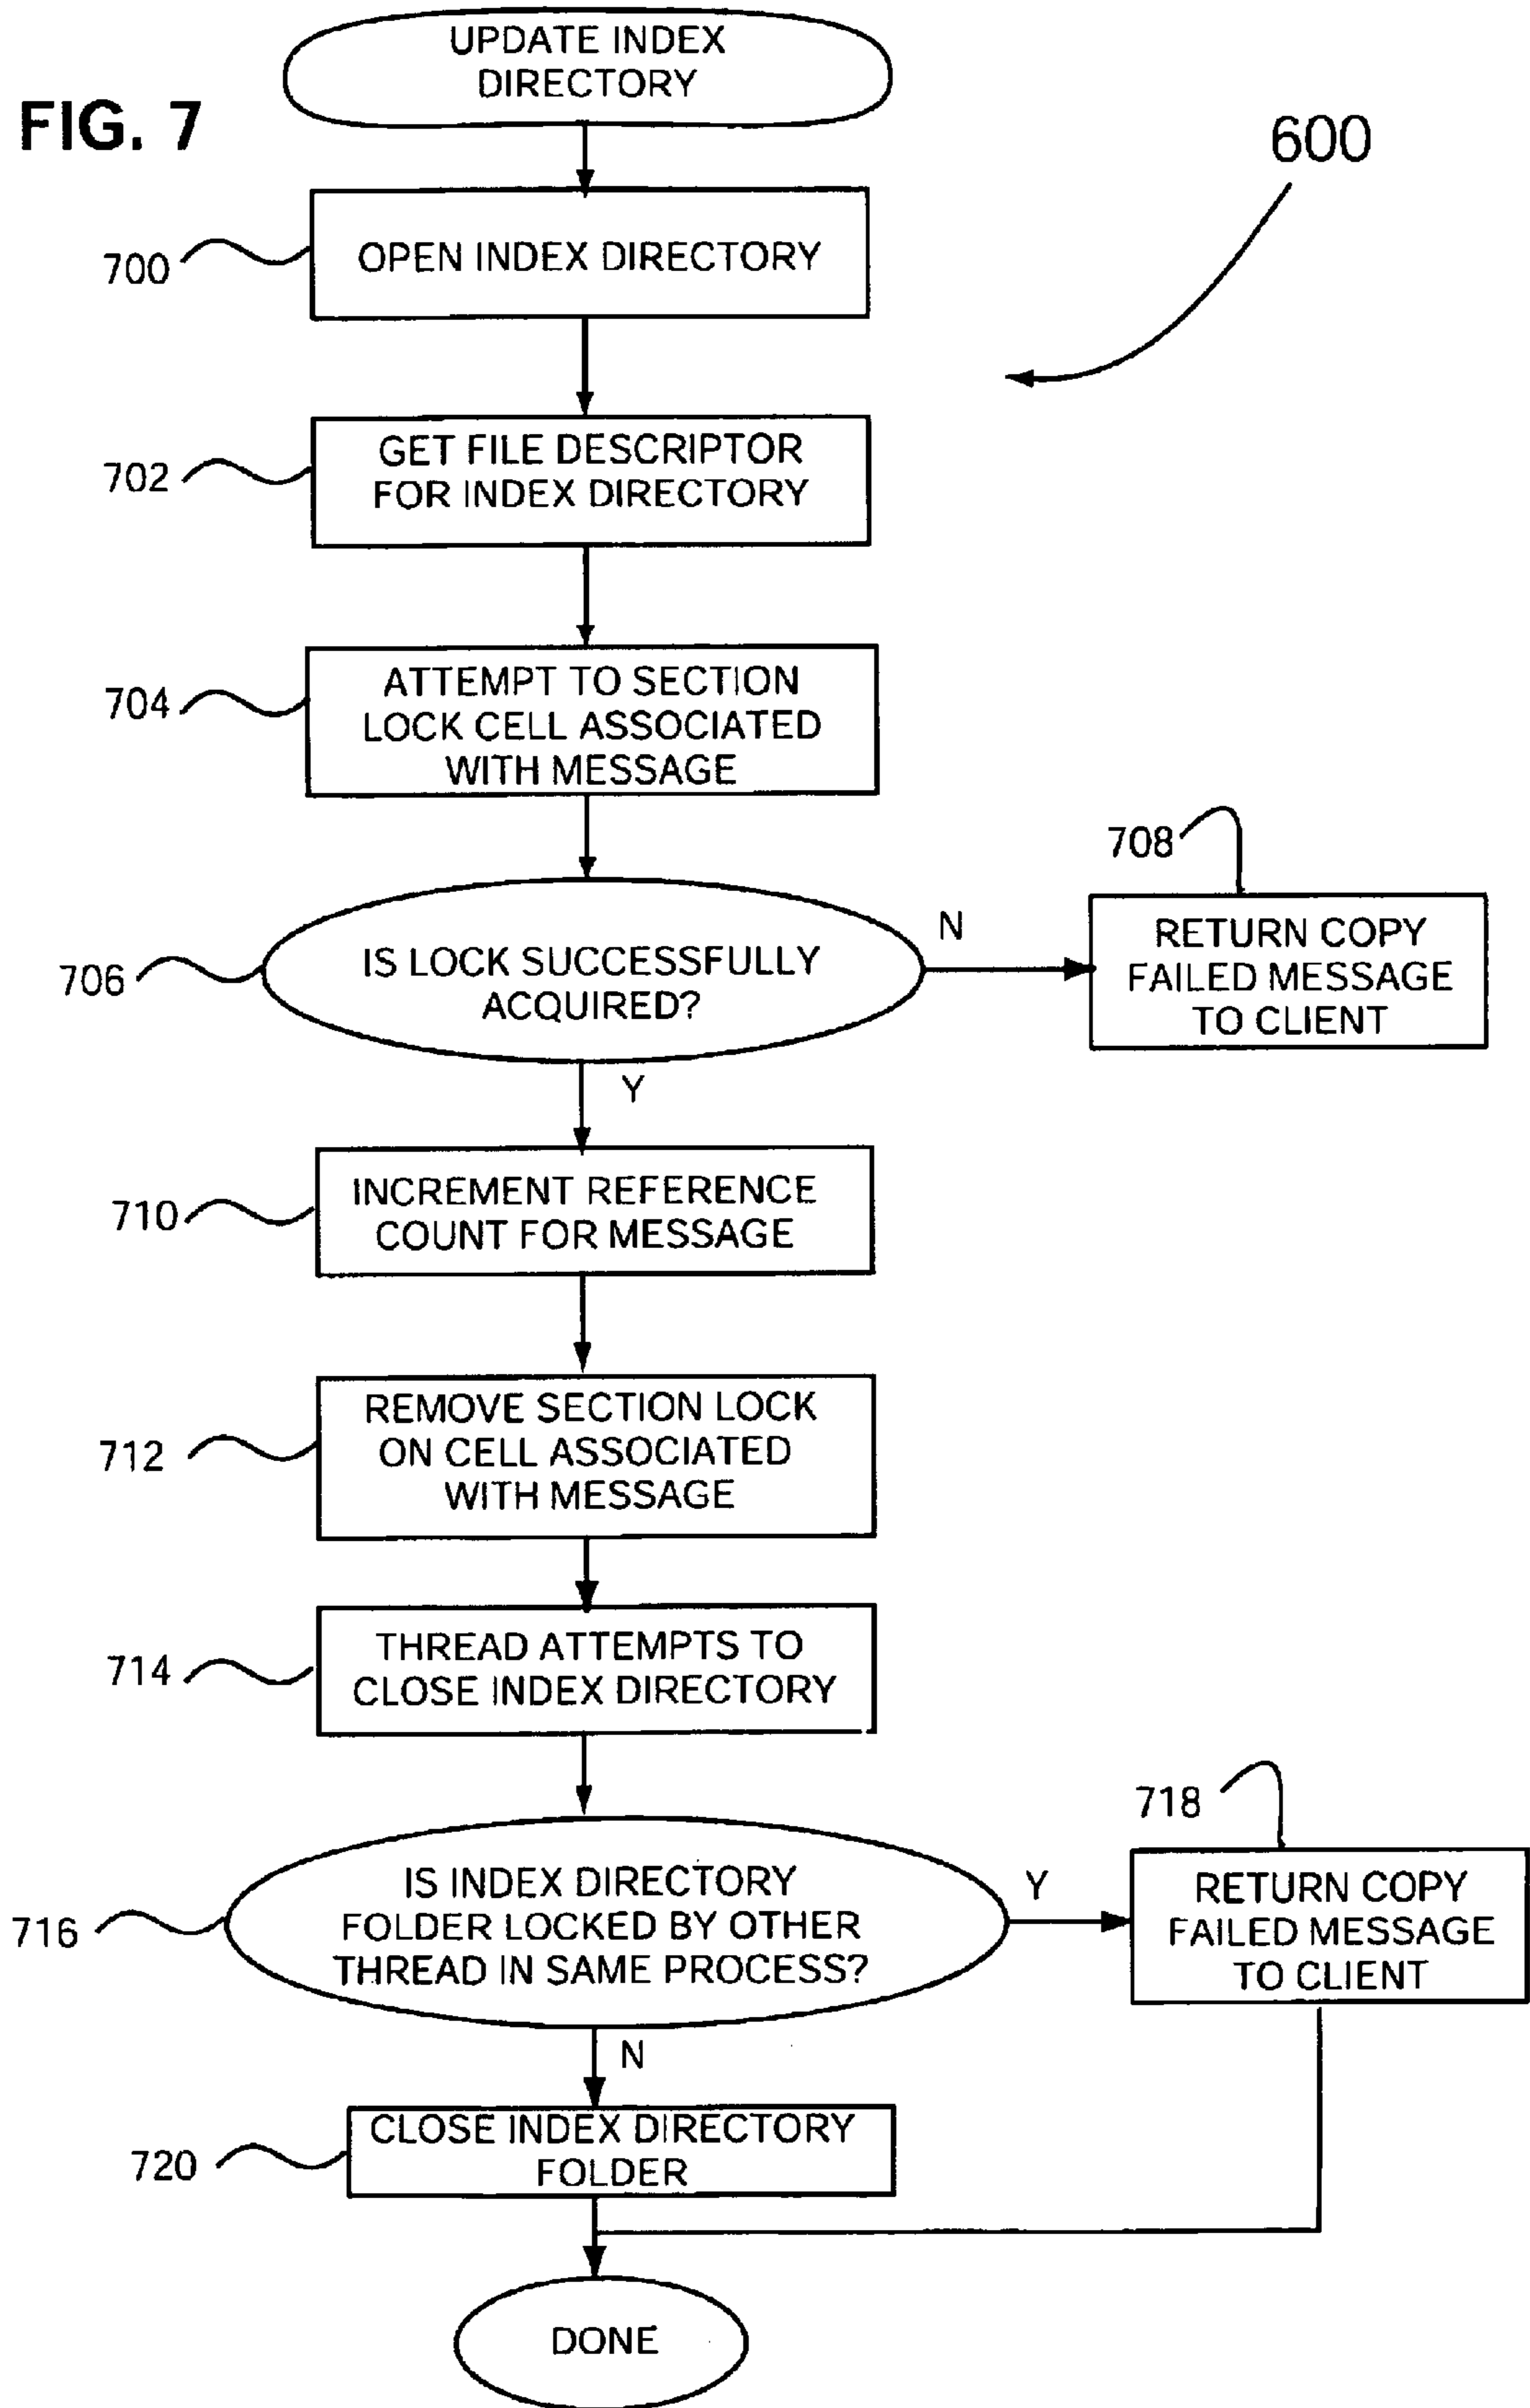 UPDATE INDEX
DIRECTORY
FIG. 7
600
700
OPEN INDEX DIRECTORY
702
GET FILE DESCRIPTOR
FOR INDEX DIRECTORY
704
ATTEMPT TO SECTION
LOCK CELL ASSOCIATED
WITH MESSAGE
706
IS LOCK SUCCESSFULLY
ACQUIRED?
N
708
RETURN COPY
FAILED MESSAGE
TO CLIENT
Y
710
INCREMENT REFERENCE
COUNT FOR MESSAGE
712
REMOVE SECTION LOCK
ON CELL ASSOCIATED
WITH MESSAGE
714
THREAD ATTEMPTS TO
CLOSE INDEX DIRECTORY
716
IS INDEX DIRECTORY
FOLDER LOCKED BY OTHER
THREAD IN SAME PROCESS?
Y
718
RETURN COPY
FAILED MESSAGE
TO CLIENT
N
720
CLOSE INDEX DIRECTORY
FOLDER
DONE